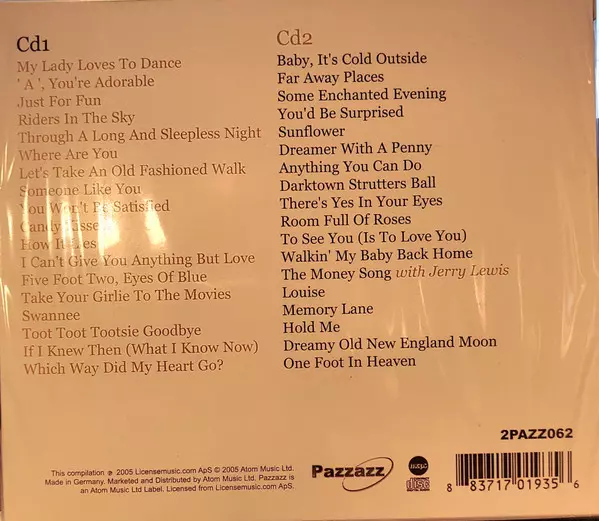 Cd1
My Lady Loves To Dance
' A ', You're Adorable
Just For Fun
Riders In The Sky
Through A Long And Sleepless Night
Where Are You
Let's Take An Old Fashioned Walk
Someone Like You
You Won't Be Satisfied
Candy Kisses
How It Lies
I Can't Give You Anything But Love
Five Foot Two, Eyes Of Blue
Take Your Girlie To The Movies
Swannee
Toot Toot Tootsie Goodbye
If I Knew Then (What I Know Now)
Which Way Did My Heart Go?
Cd2
Baby, It's Cold Outside
Far Away Places
Some Enchanted Evening
You'd Be Surprised
Sunflower
Dreamer With A Penny
Anything You Can Do
Darktown Strutters Ball
There's Yes In Your Eyes
Room Full Of Roses
To See You (Is To Love You)
Walkin' My Baby Back Home
The Money Song with Jerry Lewis
Louise
Memory Lane
Hold Me
Dreamy Old New England Moon
One Foot In Heaven
2PAZZ062
This compilation ℗ 2005 Licensemusic.com ApS © 2005 Atom Music Ltd.
Made in Germany. Marketed and Distributed by Atom Music Ltd. Pazzazz is
an Atom Music Ltd Label. Licensed from Licensemusic.com ApS.
Pazzazz
8 83717 01935 6